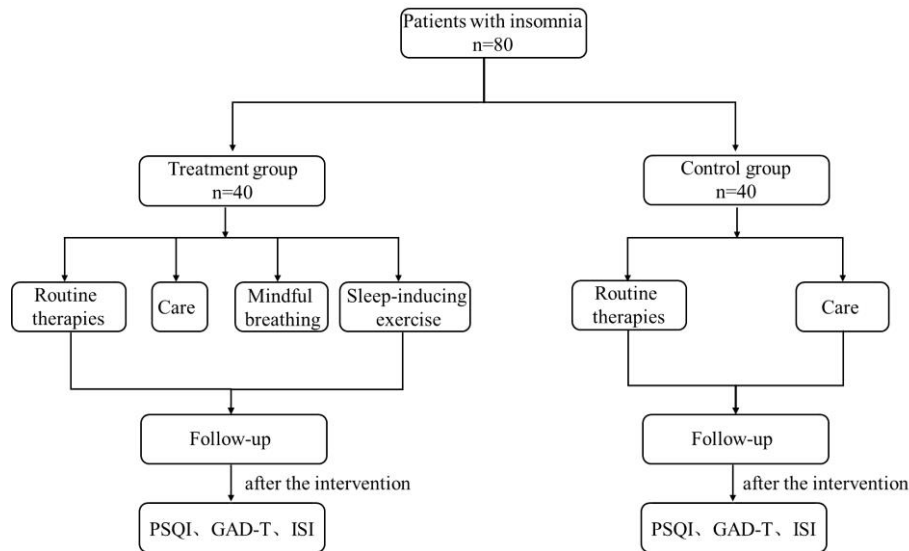 Patients with insomnia
n=80
Treatment group
n=40
Control group
n=40
Routine
therapies
Care
Mindful
breathing
Sleep-inducing
exercise
Routine
therapies
Care
Follow-up
Follow-up
after the intervention
after the intervention
PSQI、GAD-T、ISI
PSQI、GAD-T、ISI